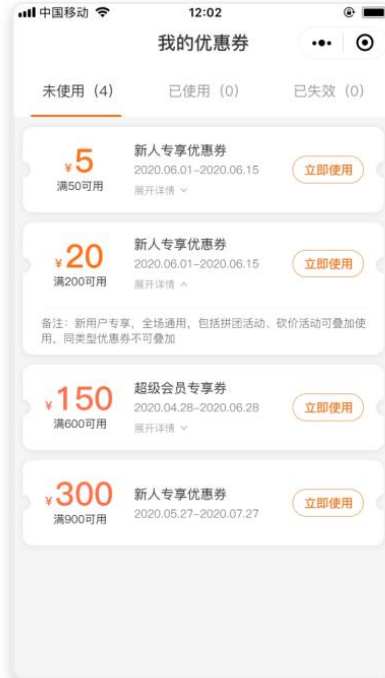 中国移动 12:02
我的优惠券
未使用（4） 已使用（0） 已失效（0）
¥5
满50可用
新人专享优惠券
2020.06.01-2020.06.15
展开详情
立即使用
¥20
满200可用
新人专享优惠券
2020.06.01-2020.06.15
展开详情
立即使用
备注：新用户专享，全场通用，包括拼团活动、砍价活动可叠加使
用，同类型优惠券不可叠加
¥150
满600可用
超级会员专享券
2020.04.28-2020.06.28
展开详情
立即使用
¥300
满900可用
新人专享优惠券
2020.05.27-2020.07.27
立即使用